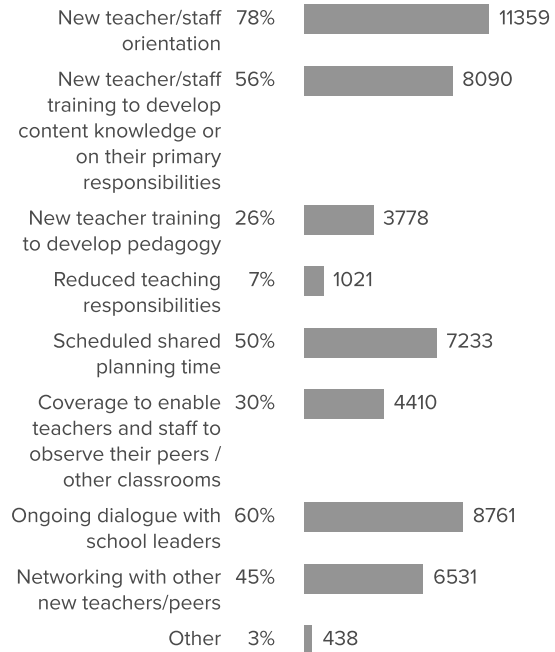 New teacher/staff 78% 11359
orientation
New teacher/staff 56% 8090
training to develop
content knowledge or
on their primary
responsibilities
New teacher training 26% 3778
to develop pedagogy
Reduced teaching 7% 1021
responsibilities
Scheduled shared 50% 7233
planning time
Coverage to enable 30% 4410
teachers and staff to
observe their peers /
other classrooms
Ongoing dialogue with 60% 8761
school leaders
Networking with other 45% 6531
new teachers/peers
Other 3% 438